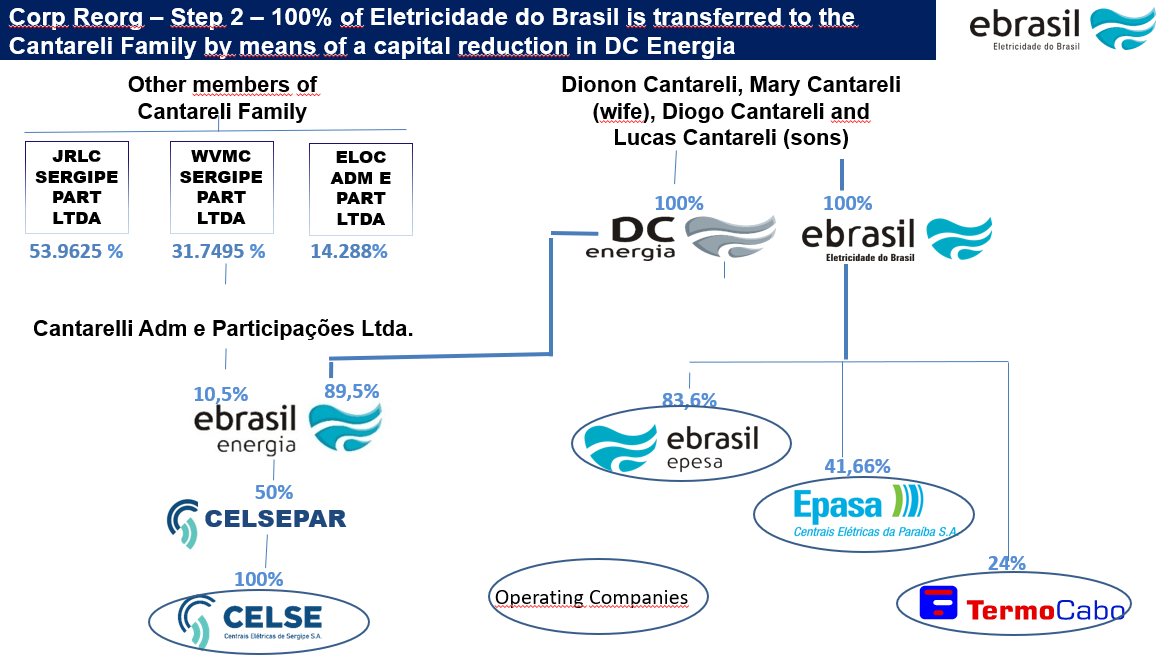 Corp Reorg – Step 2 – 100% of Eletricidade do Brasil is transferred to the
Cantareli Family by means of a capital reduction in DC Energia
ebrasil
Eletricidade do Brasil
Other members of
Cantareli Family
Dionon Cantareli, Mary Cantareli
(wife), Diogo Cantareli and
Lucas Cantareli (sons)
JRLC
SERGIPE
PART
LTDA
WVMC
SERGIPE
PART
LTDA
ELOC
ADM E
PART
LTDA
53.9625 %
31.7495 %
14.288%
100%
100%
DC
energia
ebrasil
Eletricidade do Brasil
Cantarelli Adm e Participações Ltda.
10,5%
89,5%
ebrasil
energia
83,6%
ebrasil
epesa
50%
CELSEPAR
41,66%
Epasa
Centrais Elétricas da Paraíba S.A.
100%
CELSE
Centrais Elétricas de Sergipe S.A.
Operating Companies
24%
TermoCabo